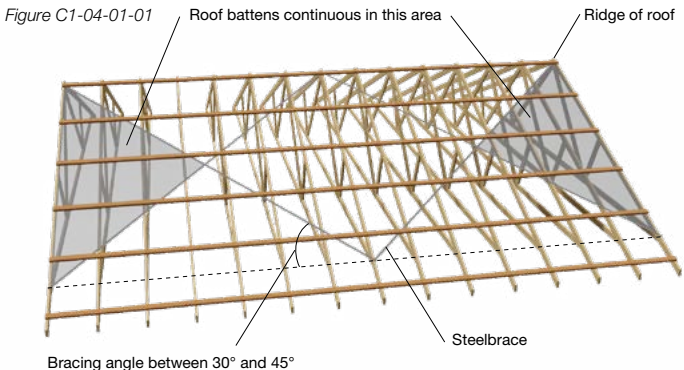 Figure C1-04-01-01
Roof battens continuous in this area
Ridge of roof
Steelbrace
Bracing angle between 30° and 45°